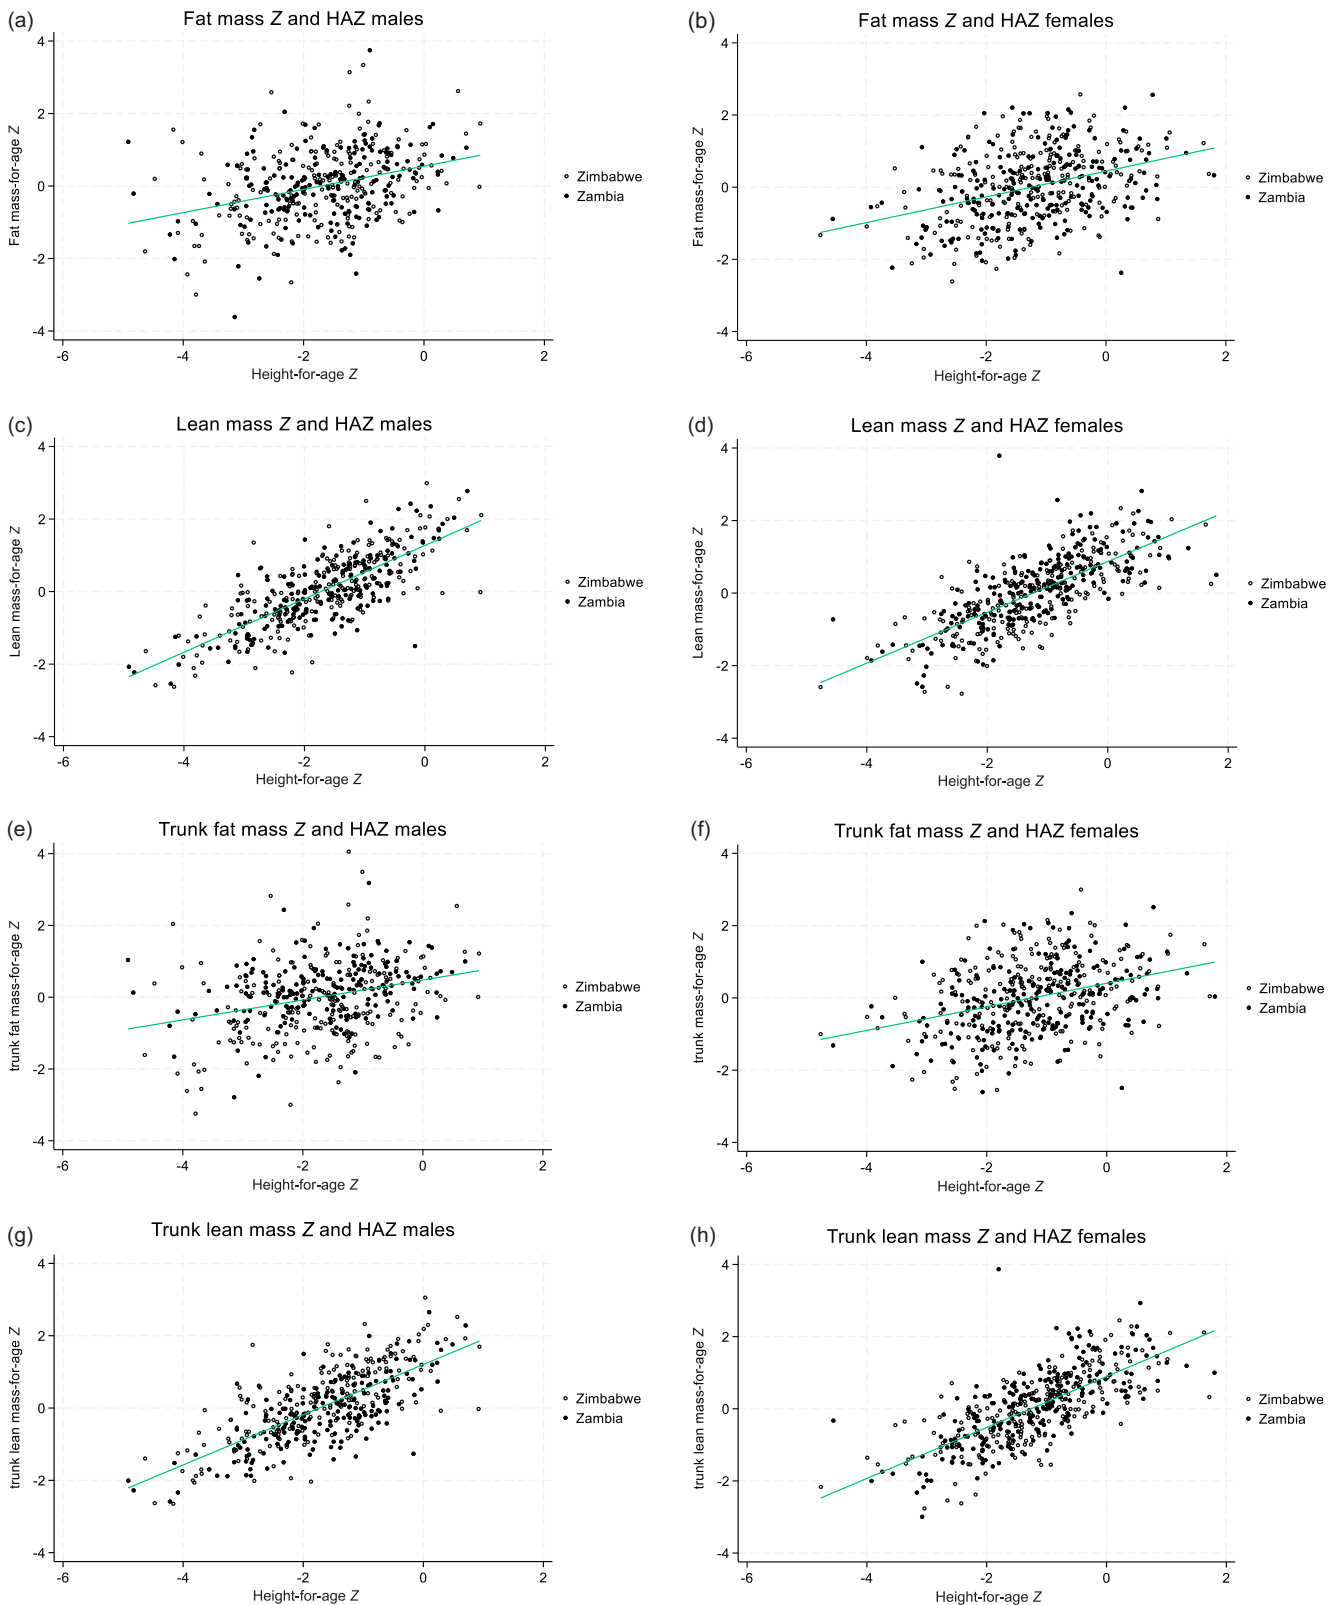 (a)
Fat mass Z and HAZ males
4
2
0
-2
-4
Fat mass-for-age Z
-6 -4 -2 0 2
Height-for-age Z
Zimbabwe
Zambia
(b)
Fat mass Z and HAZ females
4
2
0
-2
-4
Fat mass-for-age Z
-6 -4 -2 0 2
Height-for-age Z
Zimbabwe
Zambia
(c)
Lean mass Z and HAZ males
4
2
0
-2
-4
Lean mass-for-age Z
-6 -4 -2 0 2
Height-for-age Z
Zimbabwe
Zambia
(d)
Lean mass Z and HAZ females
4
2
0
-2
-4
Lean mass-for-age Z
-6 -4 -2 0 2
Height-for-age Z
Zimbabwe
Zambia
(e)
Trunk fat mass Z and HAZ males
4
2
0
-2
-4
trunk fat mass-for-age Z
-6 -4 -2 0 2
Height-for-age Z
Zimbabwe
Zambia
(f)
Trunk fat mass Z and HAZ females
4
2
0
-2
-4
trunk fat mass-for-age Z
-6 -4 -2 0 2
Height-for-age Z
Zimbabwe
Zambia
(g)
Trunk lean mass Z and HAZ males
4
2
0
-2
-4
trunk lean mass-for-age Z
-6 -4 -2 0 2
Height-for-age Z
Zimbabwe
Zambia
(h)
Trunk lean mass Z and HAZ females
4
2
0
-2
-4
trunk lean mass-for-age Z
-6 -4 -2 0 2
Height-for-age Z
Zimbabwe
Zambia